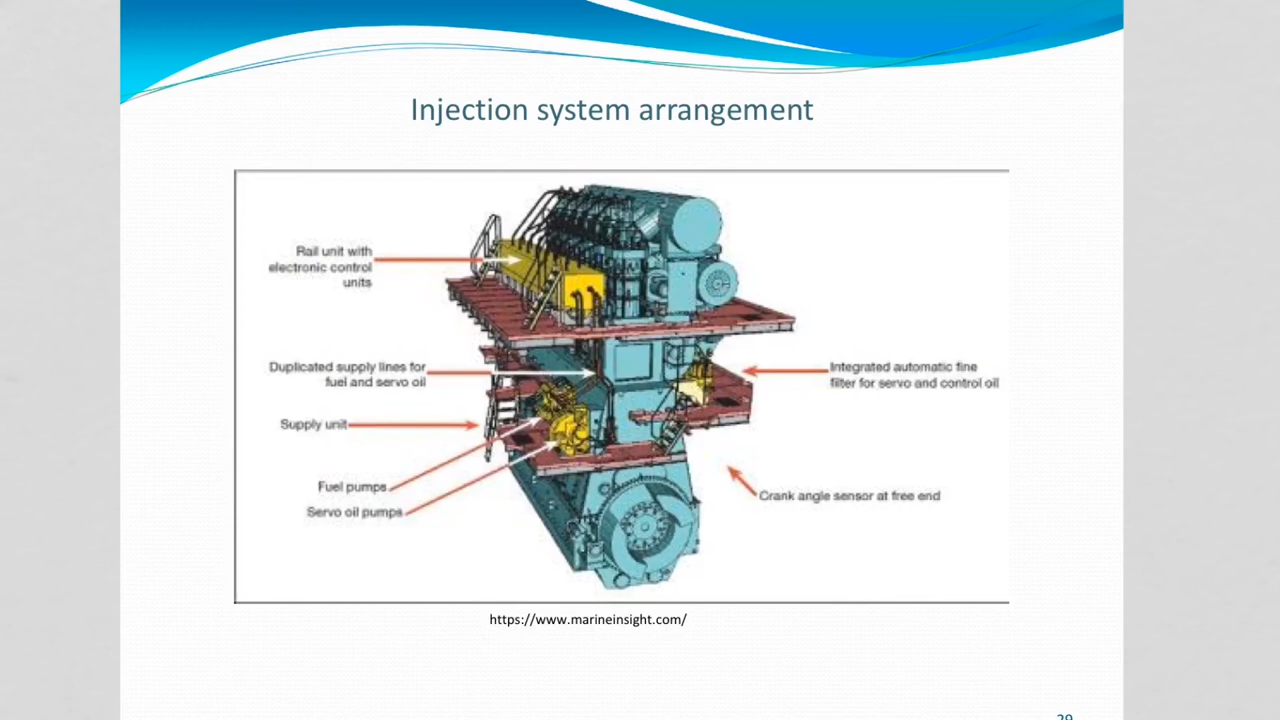 Injection system arrangement
Rail unit with
electronic control
units
Duplicated supply lines for
fuel and servo oil
Supply unit
Fuel pumps
Servo oil pumps
Integrated automatic fine
filter for servo and control oil
Crank angle sensor at free end
https://www.marineinsight.com/
29